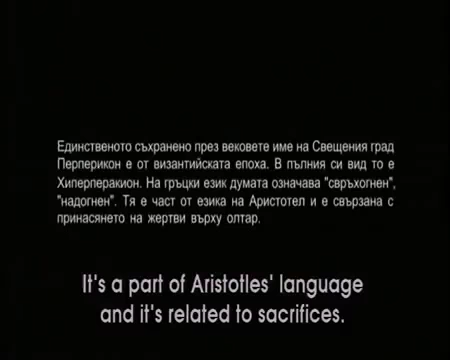 Единственото съхранено през вековете име на Свещения град
Перперикон е от византийската епоха. В пълния си вид то е
Хиперперакион. На гръцки език думата означава "свръхогнен",
"надогнен". Тя е част от езика на Аристотел и е свързана с
принасянето на жертви върху олтар.
It's a part of Aristotles' language
and it's related to sacrifices.